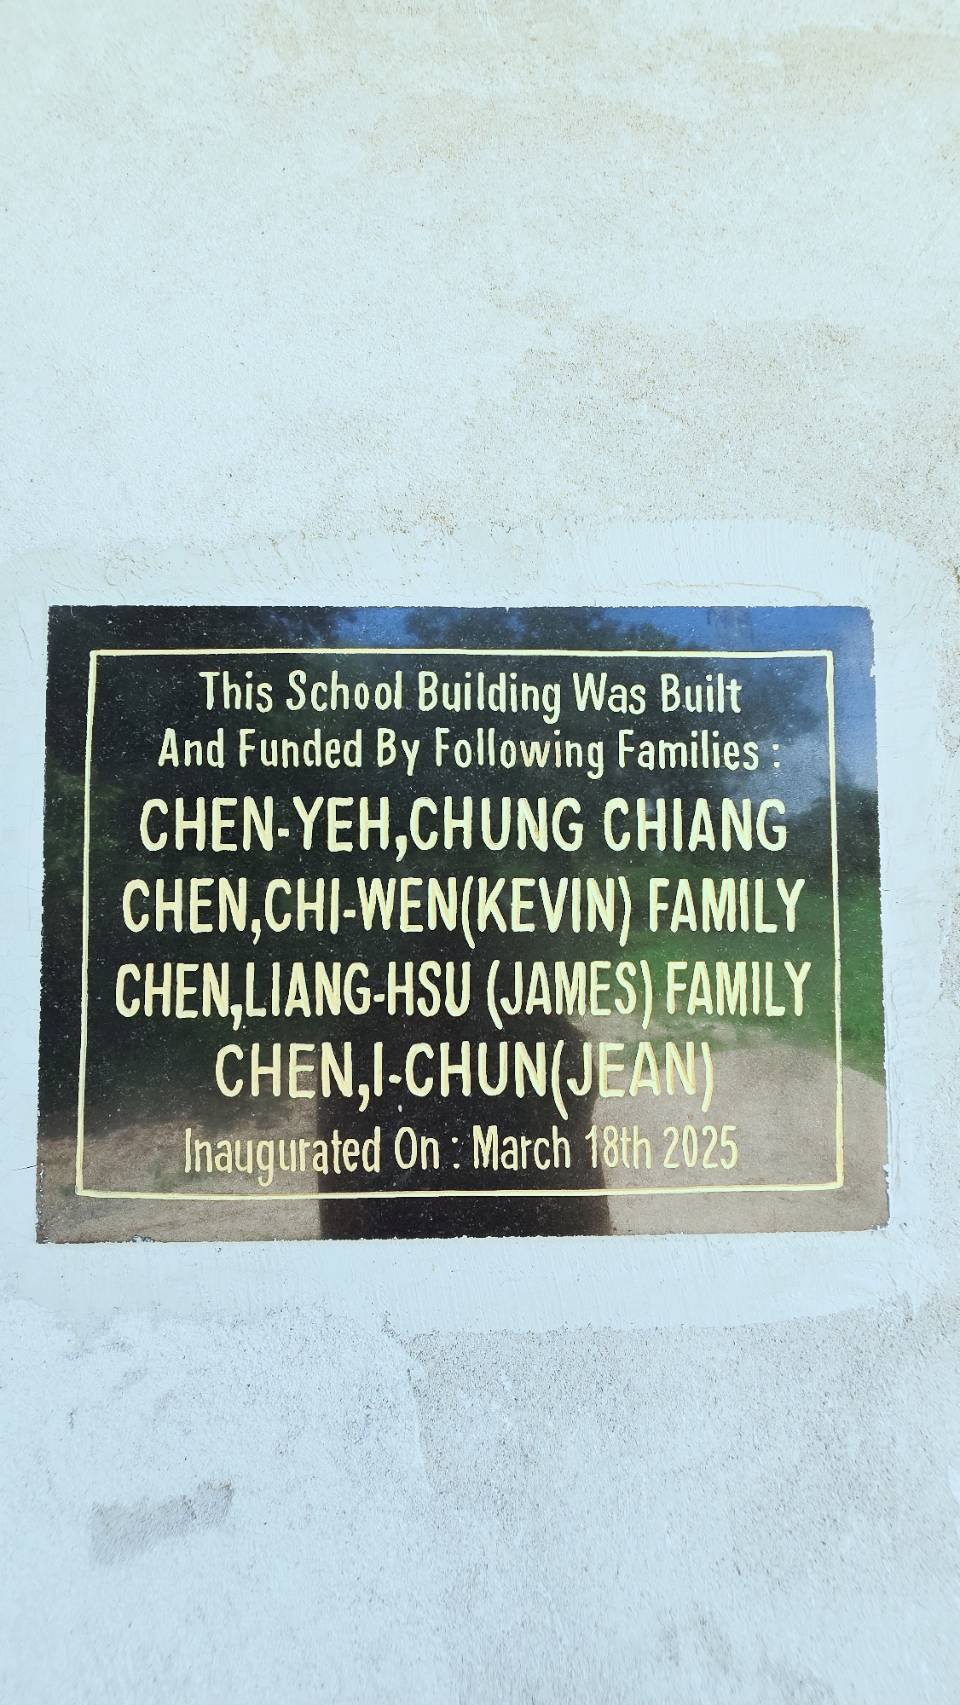 This School Building Was Built
And Funded By Following Families :
CHEN-YEH,CHUNG CHIANG
CHEN,CHI-WEN(KEVIN) FAMILY
CHEN,LIANG-HSU (JAMES) FAMILY
CHEN,I-CHUN(JEAN)
Inaugurated On : March 18th 2025